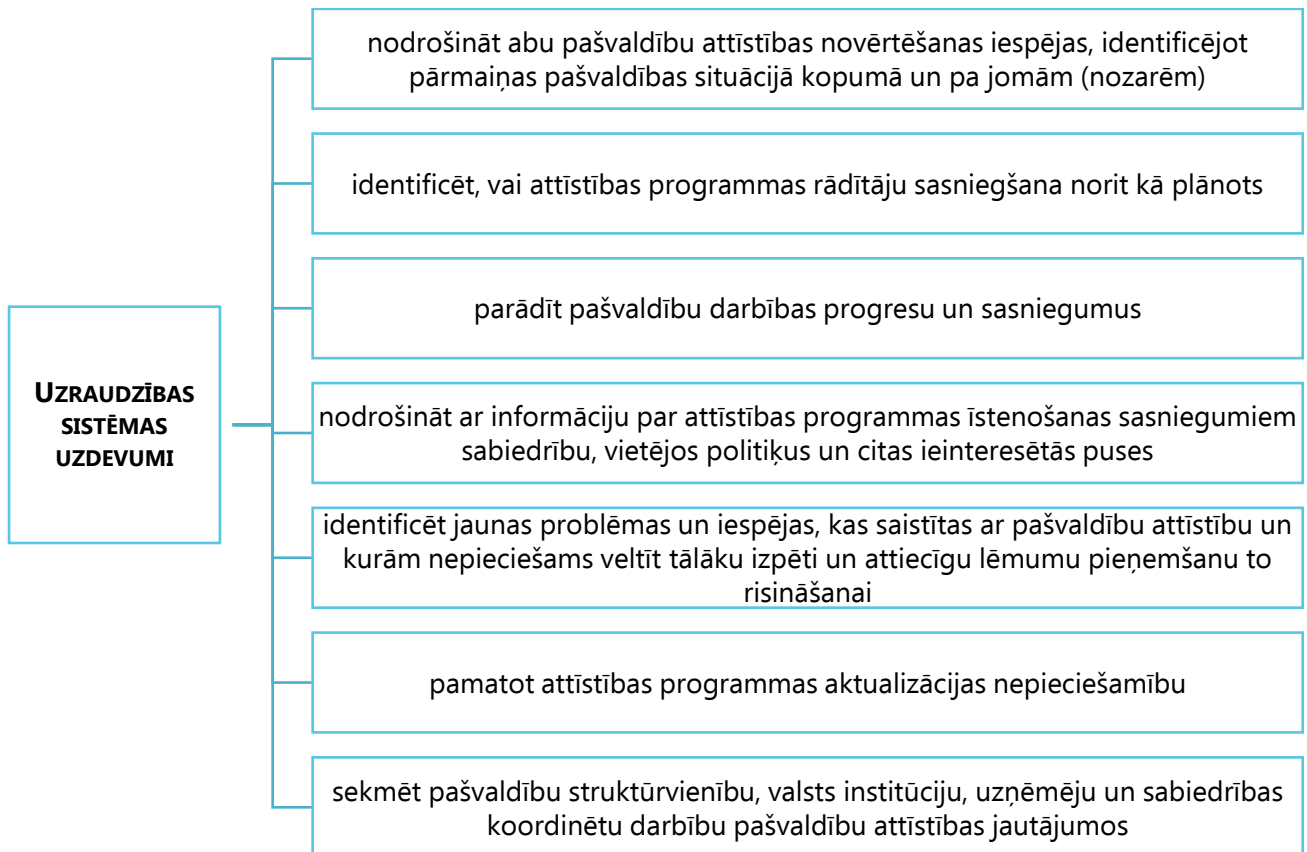 nodrošināt abu pašvaldību attīstības novērtēšanas iespējas, identificējot
pārmaiņas pašvaldības situācijā kopumā un pa jomām (nozarēm)
identificēt, vai attīstības programmas rādītāju sasniegšana norit kā plānots
parādīt pašvaldību darbības progresu un sasniegumus
UZRAUDZĪBAS
SISTĒMAS
UZDEVUMI
nodrošināt ar informāciju par attīstības programmas īstenošanas sasniegumiem
sabiedrību, vietējos politiķus un citas ieinteresētās puses
identificēt jaunas problēmas un iespējas, kas saistītas ar pašvaldību attīstību un
kurām nepieciešams veltīt tālāku izpēti un attiecīgu lēmumu pieņemšanu to
risināšanai
pamatot attīstības programmas aktualizācijas nepieciešamību
sekmēt pašvaldību struktūrvienību, valsts institūciju, uzņēmēju un sabiedrības
koordinētu darbību pašvaldību attīstības jautājumos